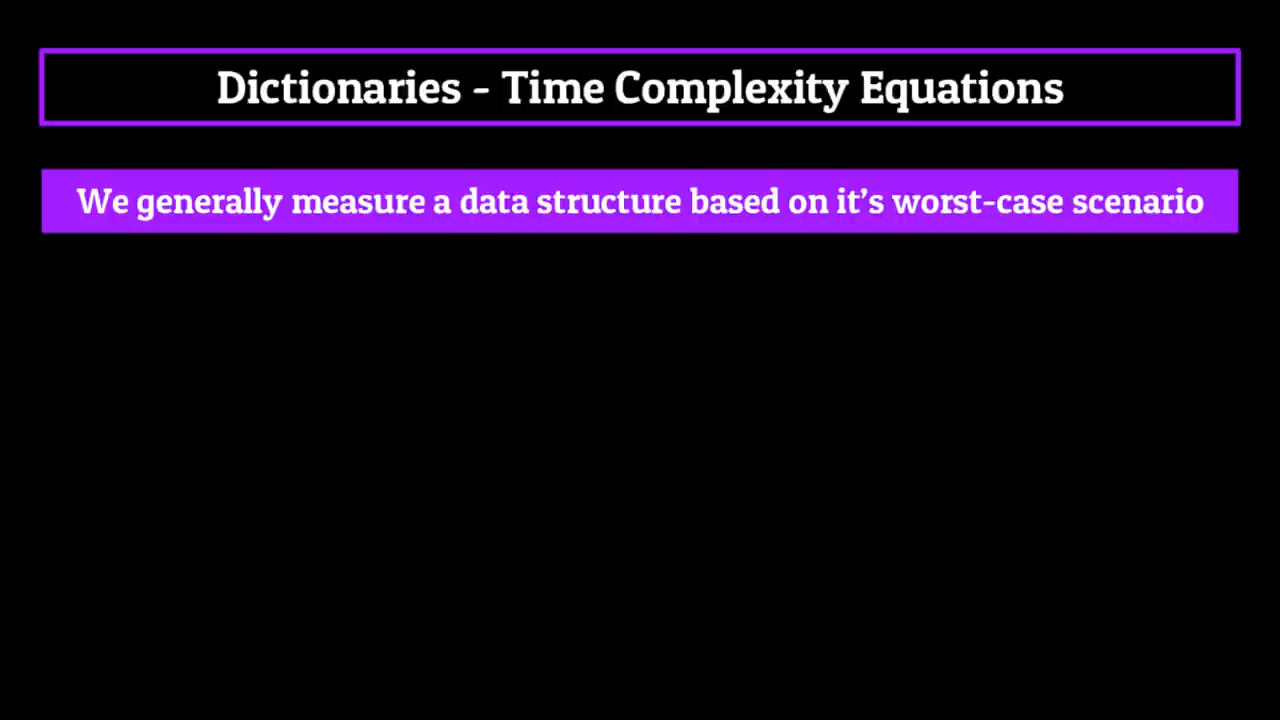 Dictionaries - Time Complexity Equations
We generally measure a data structure based on it’s worst-case scenario